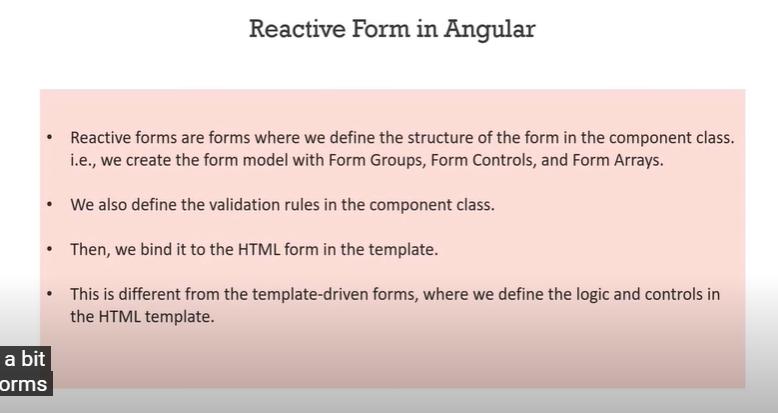 Reactive Form in Angular
• Reactive forms are forms where we define the structure of the form in the component class.
i.e., we create the form model with Form Groups, Form Controls, and Form Arrays.
• We also define the validation rules in the component class.
• Then, we bind it to the HTML form in the template.
• This is different from the template-driven forms, where we define the logic and controls in
the HTML template.
a bit
orms